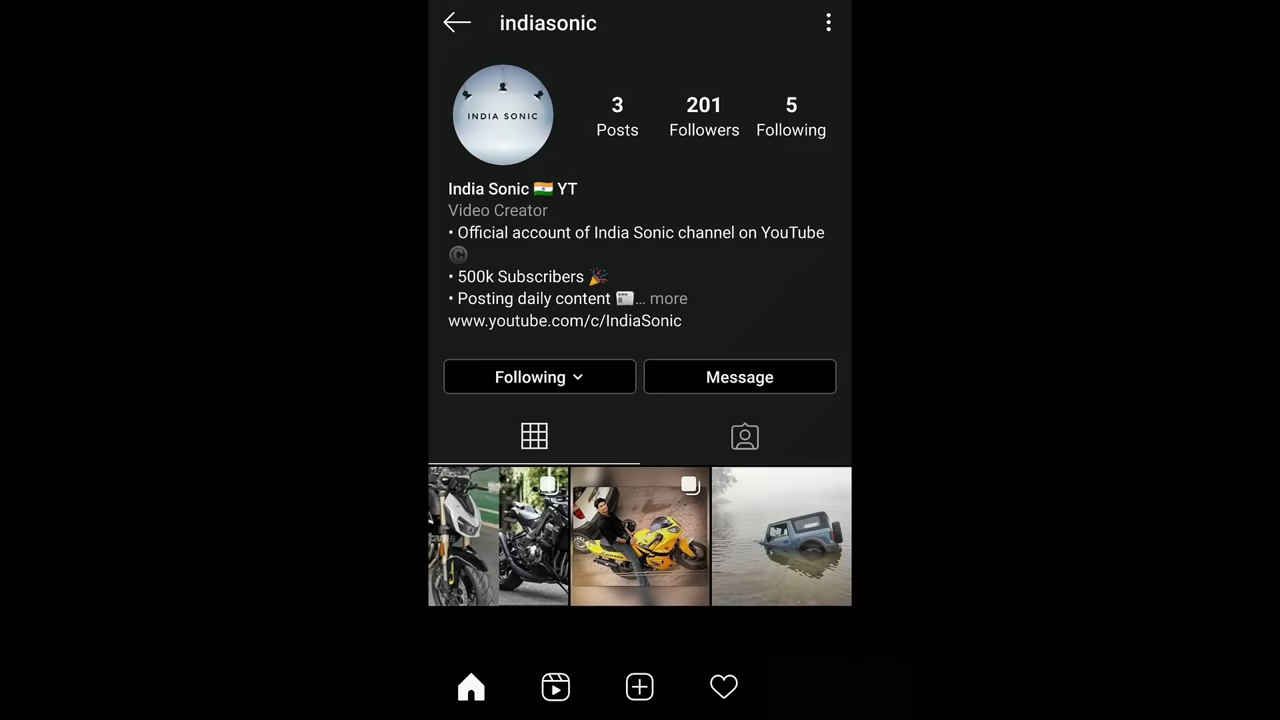 indiasonic
INDIA SONIC
3 201 5
Posts Followers Following
India Sonic 🇮🇳 YT
Video Creator
• Official account of India Sonic channel on YouTube
©
• 500k Subscribers 🎉
• Posting daily content 📰... more
www.youtube.com/c/IndiaSonic
Following Message